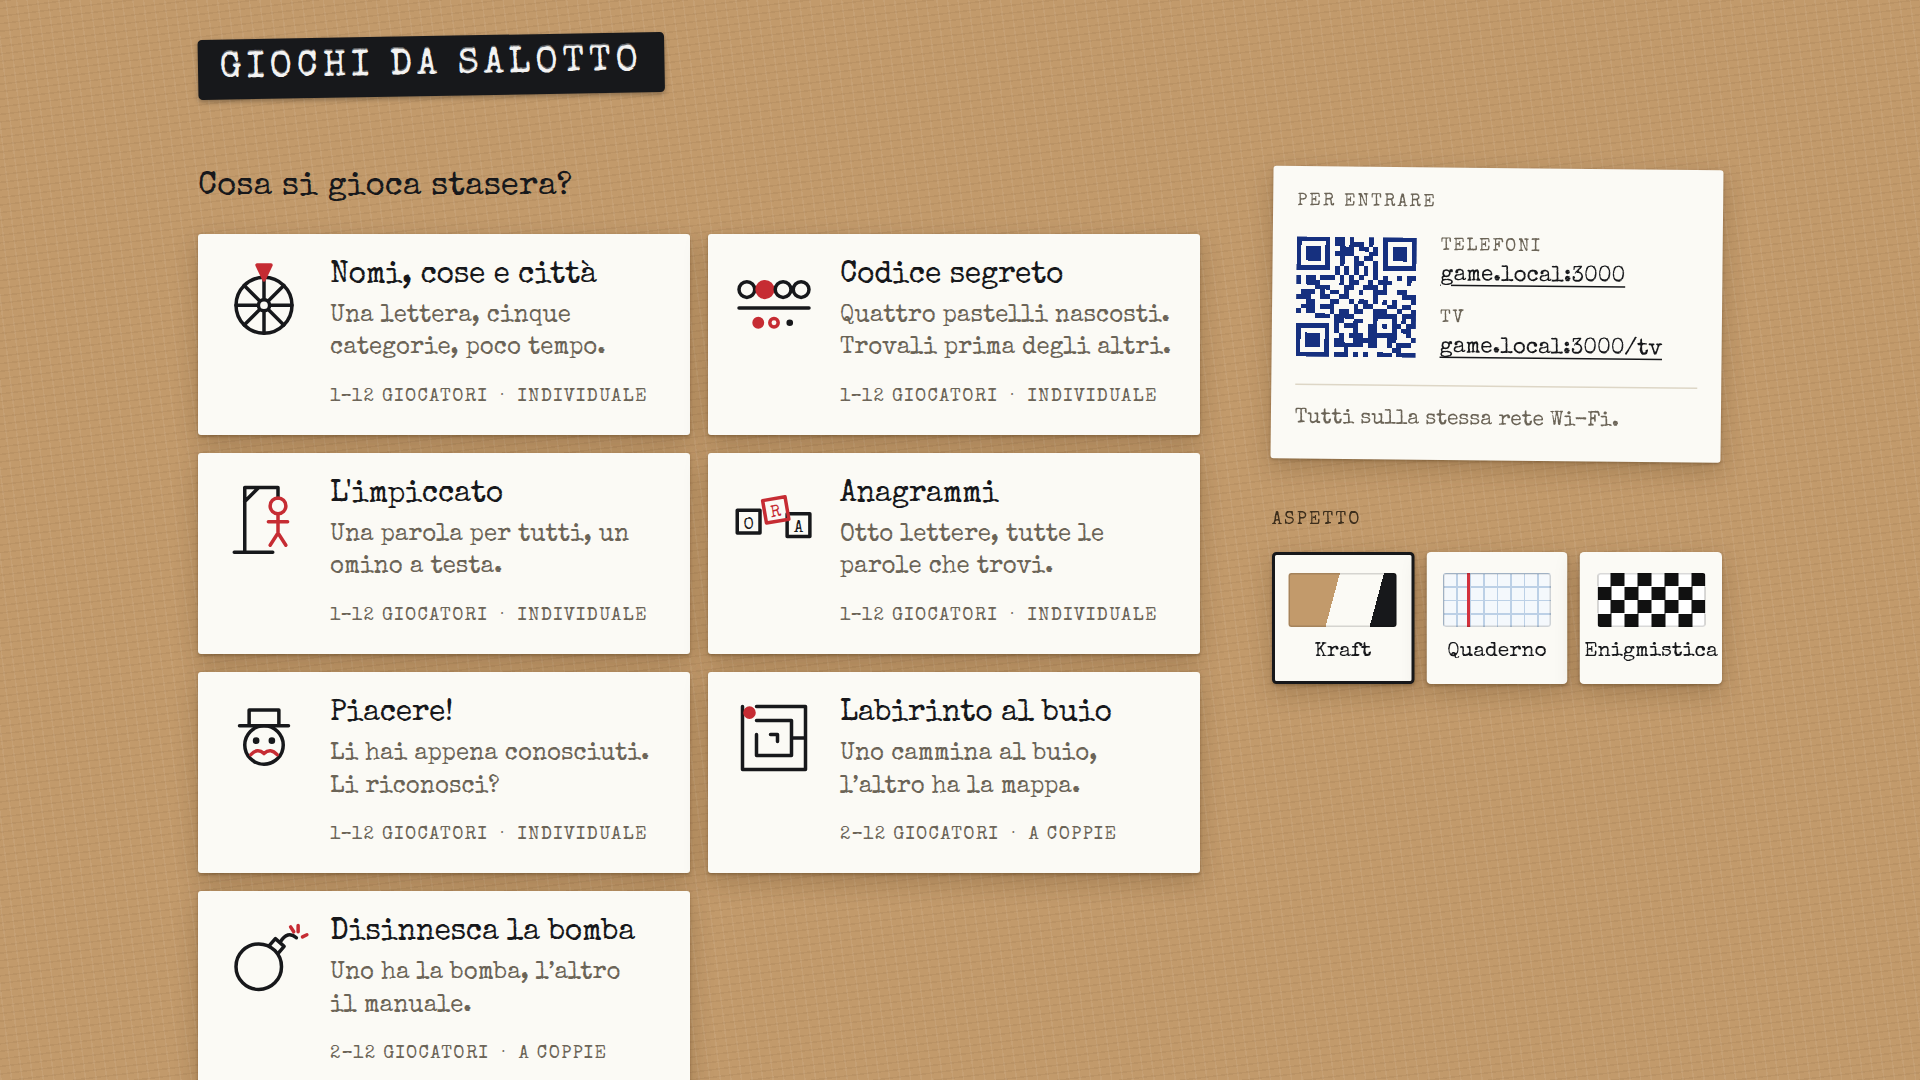 GIOCHI DA SALOTTO
Cosa si gioca stasera?
Nomi, cose e città
Una lettera, cinque
categorie, poco tempo.
1–12 GIOCATORI · INDIVIDUALE
Codice segreto
Quattro pastelli nascosti.
Trovali prima degli altri.
1–12 GIOCATORI · INDIVIDUALE
L'impiccato
Una parola per tutti, un
omino a testa.
1–12 GIOCATORI · INDIVIDUALE
O R A
Anagrammi
Otto lettere, tutte le
parole che trovi.
1–12 GIOCATORI · INDIVIDUALE
Piacere!
Li hai appena conosciuti.
Li riconosci?
1–12 GIOCATORI · INDIVIDUALE
Labirinto al buio
Uno cammina al buio,
l’altro ha la mappa.
2–12 GIOCATORI · A COPPIE
Disinnesca la bomba
Uno ha la bomba, l’altro
il manuale.
2–12 GIOCATORI · A COPPIE
PER ENTRARE
TELEFONI
game.local:3000
TV
game.local:3000/tv
Tutti sulla stessa rete Wi-Fi.
ASPETTO
Kraft
Quaderno
Enigmistica